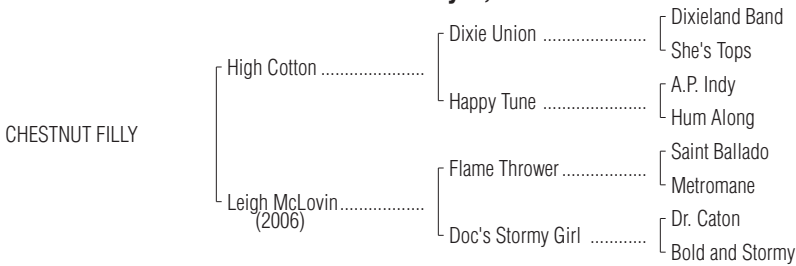 Dixieland Band
Dixie Union ......................
She's Tops
High Cotton ......................
A.P. Indy
Happy Tune ......................
Hum Along
CHESTNUT FILLY
Saint Ballado
Flame Thrower ..................
Metromane
Leigh McLovin..................
(2006)
Dr. Caton
Doc's Stormy Girl ............
Bold and Stormy